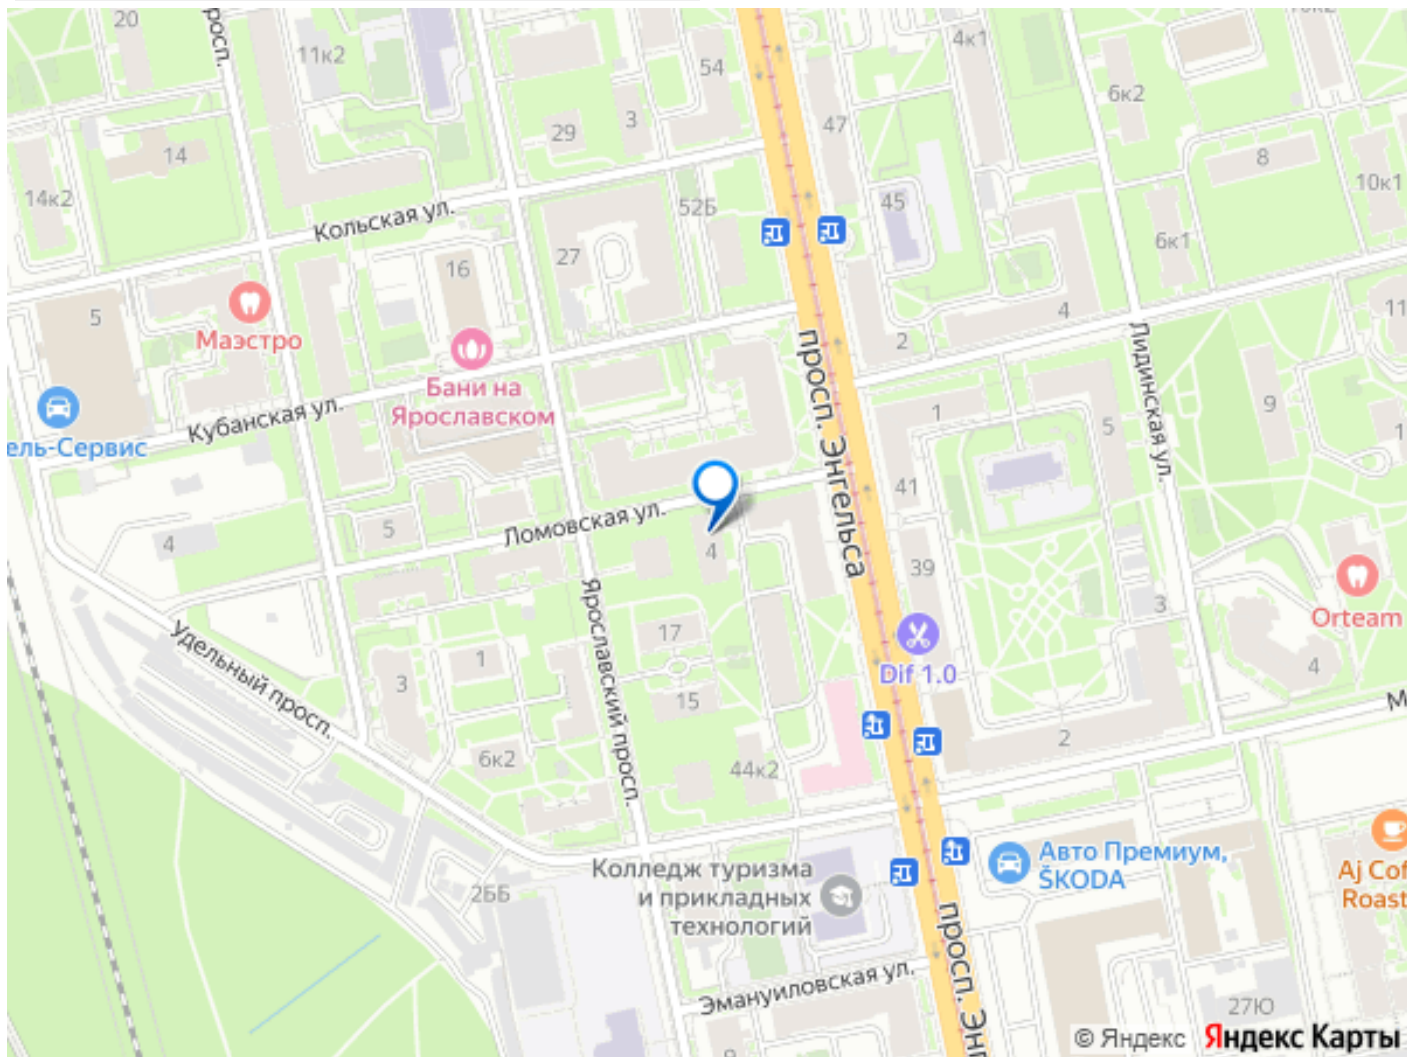 20
просп.
11к2
54
4к1
10к2
6к2
29
3
47
14
8
14к2
10к1
Кольская ул.
52Б
45
27
16
6к1
5
Маэстро
4
11
2
просп. Энгельса
Лидинская ул.
Бани на
Ярославском
Кубанская ул.
ель-Сервис
1
5
9
1
41
Ломовская ул.
5
4
4
39
Ярославский просп.
3
Orteam
Удельный просп.
17
Dif 1.0
1
3
4
15
2
М
6к2
44к2
Колледж туризма
и прикладных
технологий
Авто Премиум,
ŠKODA
Aj Cof
Roast
2ББ
просп. Эн
Эмануиловская ул.
27Ю
9
© Яндекс Яндекс Карты